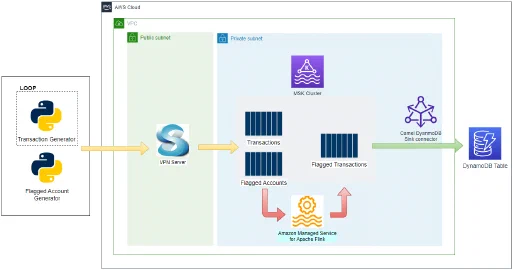 AWS Cloud
VPC
Public subnet
Private subnet
MSK Cluster
LOOP
Transaction Generator
Flagged Account
Generator
VPN Server
Transactions
Flagged Accounts
Flagged Transactions
Camel DynamoDB
Sink connector
DynamoDB Table
Amazon Managed Service
for Apache Flink